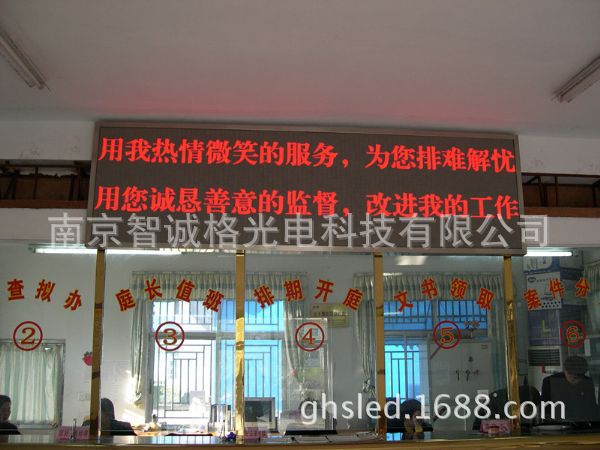 用我热情微笑的服务，为您排难解忧
用您诚恳善意的监督，改进我的工作
南京智诚格光电科技有限公司
查拟办 庭长值班 排期开庭 文书领取 案件分
② ③ ④ ⑤ ⑥
ghsled.1688.com